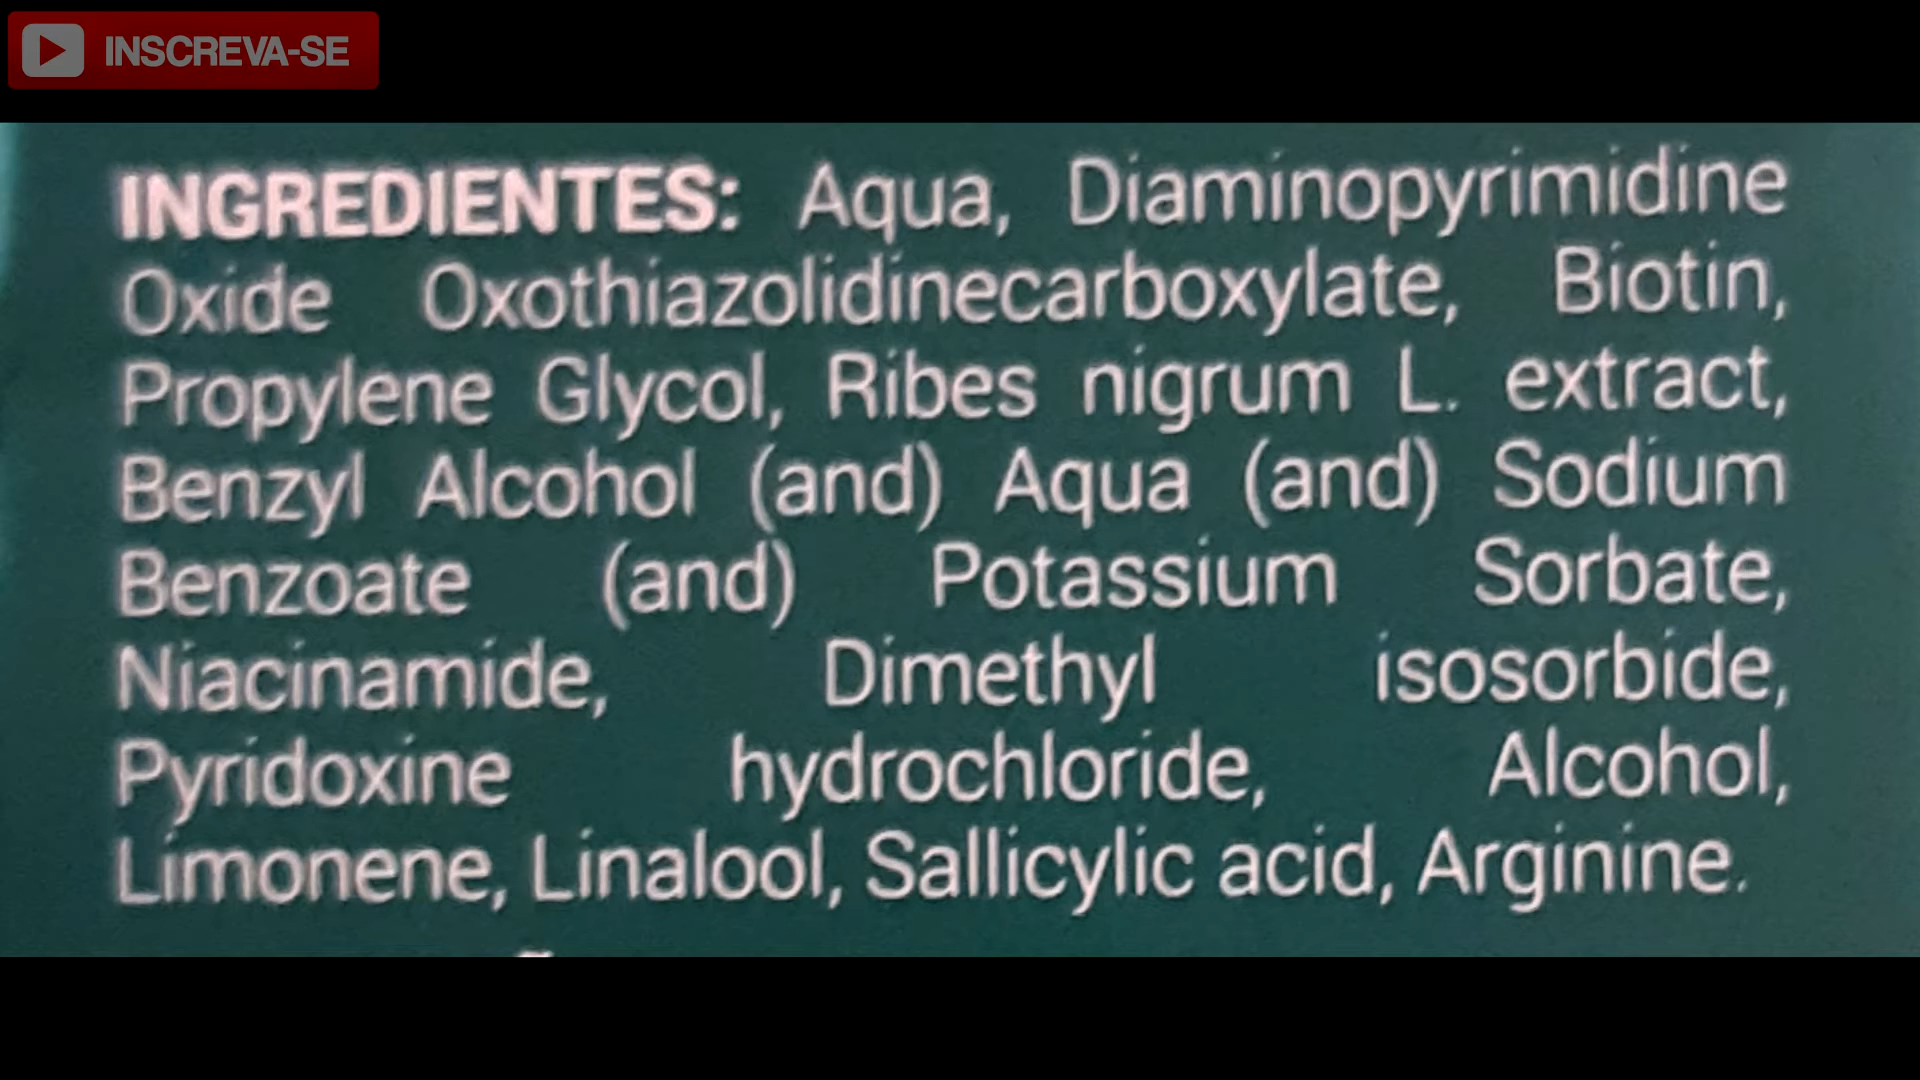 INSCREVA-SE
INGREDIENTES: Aqua, Diaminopyrimidine
Oxide Oxothiazolidinecarboxylate, Biotin,
Propylene Glycol, Ribes nigrum L. extract,
Benzyl Alcohol (and) Aqua (and) Sodium
Benzoate (and) Potassium Sorbate,
Niacinamide, Dimethyl isosorbide,
Pyridoxine hydrochloride, Alcohol,
Limonene, Linalool, Sallicylic acid, Arginine.